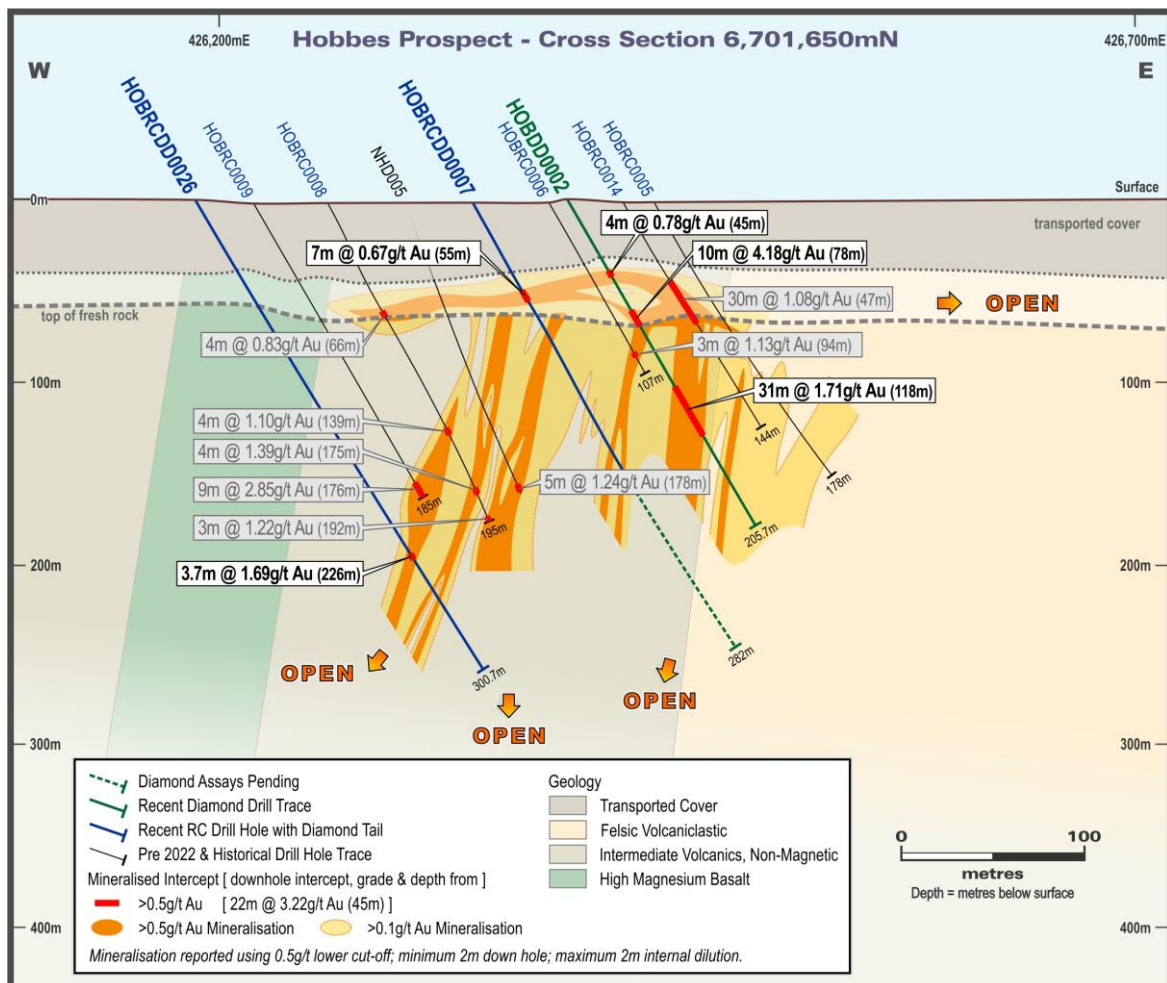 426,200mE
Hobbes Prospect - Cross Section 6,701,650mN
426,700mE
W
E
HOBRCDD0026
HOBRC0009
HOBRC0008
NHD005
HOBRCDD0007
HOBRC0006
HOBDD0002
HOBRC0014
HOBRC0005
0m
Surface
transported cover
4m @ 0.78g/t Au (45m)
7m @ 0.67g/t Au (55m)
10m @ 4.18g/t Au (78m)
30m @ 1.08g/t Au (47m)
OPEN
top of fresh rock
4m @ 0.83g/t Au (66m)
3m @ 1.13g/t Au (94m)
107m
100m
100m
31m @ 1.71g/t Au (118m)
4m @ 1.10g/t Au (139m)
144m
4m @ 1.39g/t Au (175m)
9m @ 2.85g/t Au (176m)
5m @ 1.24g/t Au (178m)
178m
185m
3m @ 1.22g/t Au (192m)
195m
205.7m
200m
200m
3.7m @ 1.69g/t Au (226m)
282m
300.7m
OPEN
OPEN
OPEN
300m
300m
Diamond Assays Pending
Recent Diamond Drill Trace
Recent RC Drill Hole with Diamond Tail
Pre 2022 & Historical Drill Hole Trace
Mineralised Intercept [ downhole intercept, grade & depth from ]
>0.5g/t Au [ 22m @ 3.22g/t Au (45m) ]
>0.5g/t Au Mineralisation
>0.1g/t Au Mineralisation
Mineralisation reported using 0.5g/t lower cut-off; minimum 2m down hole; maximum 2m internal dilution.
Geology
Transported Cover
Felsic Volcaniclastic
Intermediate Volcanics, Non-Magnetic
High Magnesium Basalt
0
100
metres
Depth = metres below surface
400m
400m